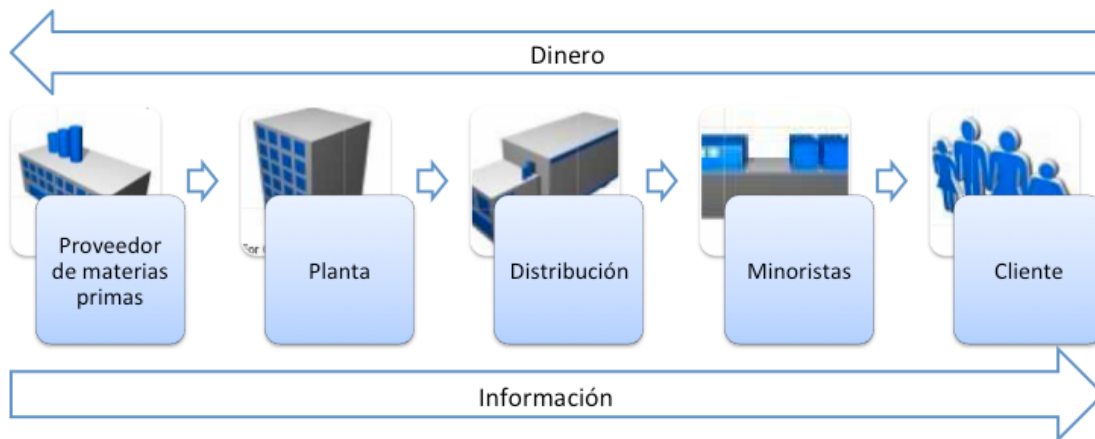 Dinero
Proveedor
de materias
primas
Planta
Distribución
Minoristas
Cliente
Información